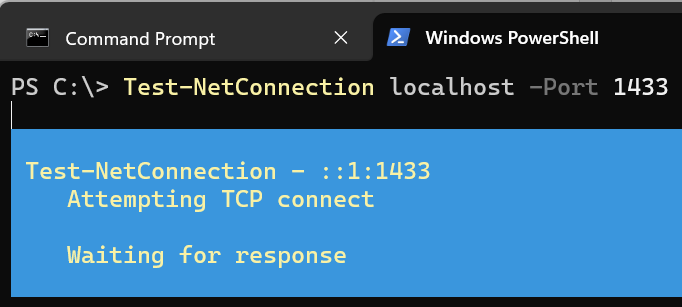 Command Prompt
Windows PowerShell
PS C:\> Test-NetConnection localhost -Port 1433
Test-NetConnection - ::1:1433
Attempting TCP connect
Waiting for response